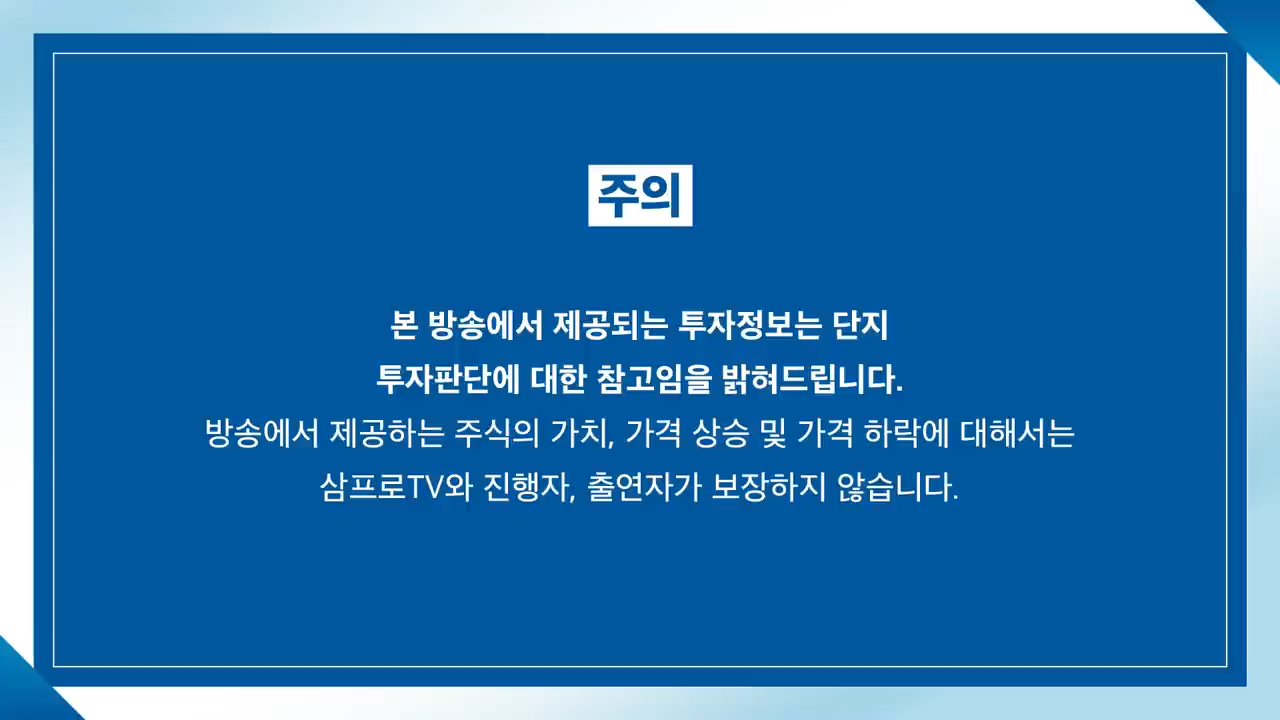 주의
본 방송에서 제공되는 투자정보는 단지
투자판단에 대한 참고임을 밝혀드립니다.
방송에서 제공하는 주식의 가치, 가격 상승 및 가격 하락에 대해서는
삼프로TV와 진행자, 출연자가 보장하지 않습니다.